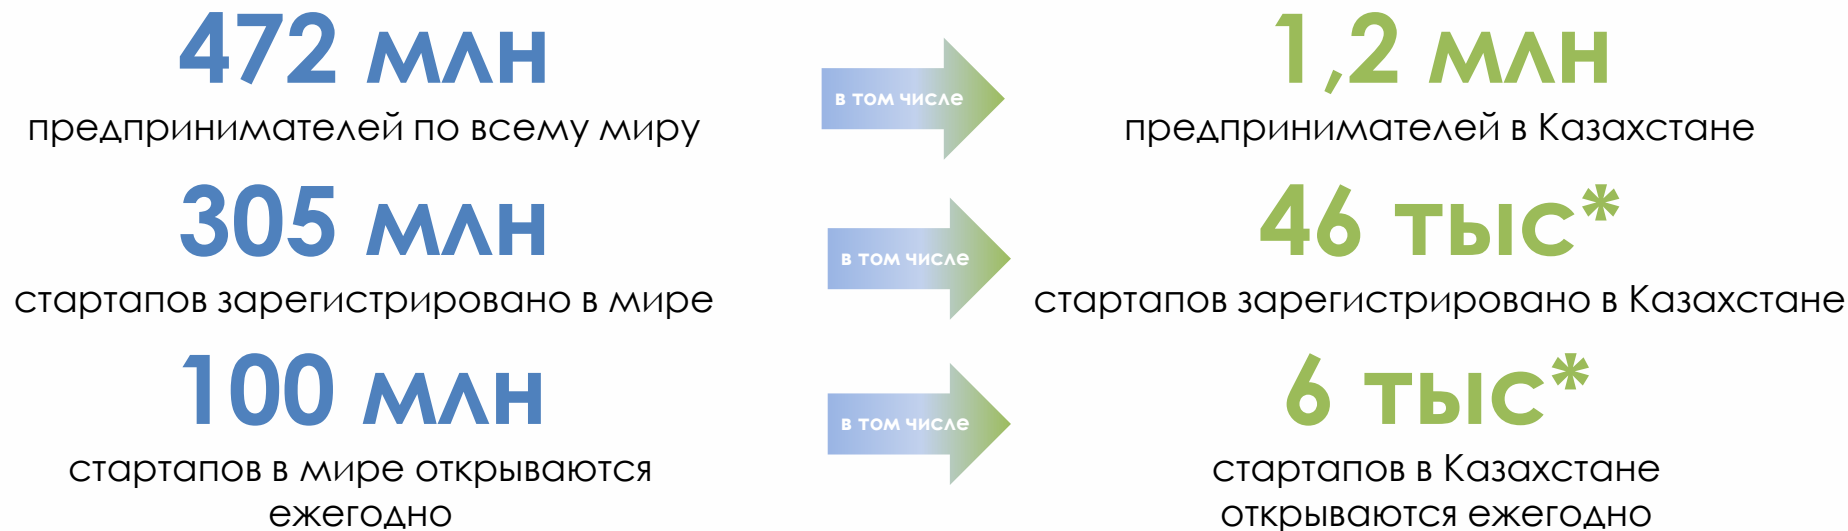 472 млн
предпринимателей по всему миру
в том числе
1,2 млн
предпринимателей в Казахстане
305 млн
стартапов зарегистрировано в мире
в том числе
46 тыс*
стартапов зарегистрировано в Казахстане
100 млн
стартапов в мире открываются
ежегодно
в том числе
6 тыс*
стартапов в Казахстане
открываются ежегодно